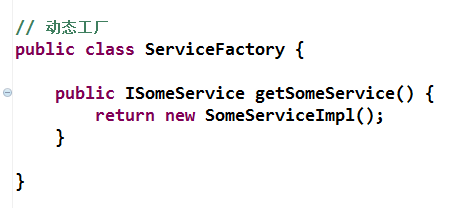 // 动态工厂
public class ServiceFactory {
public ISomeService getSomeService() {
return new SomeServiceImpl();
}
}